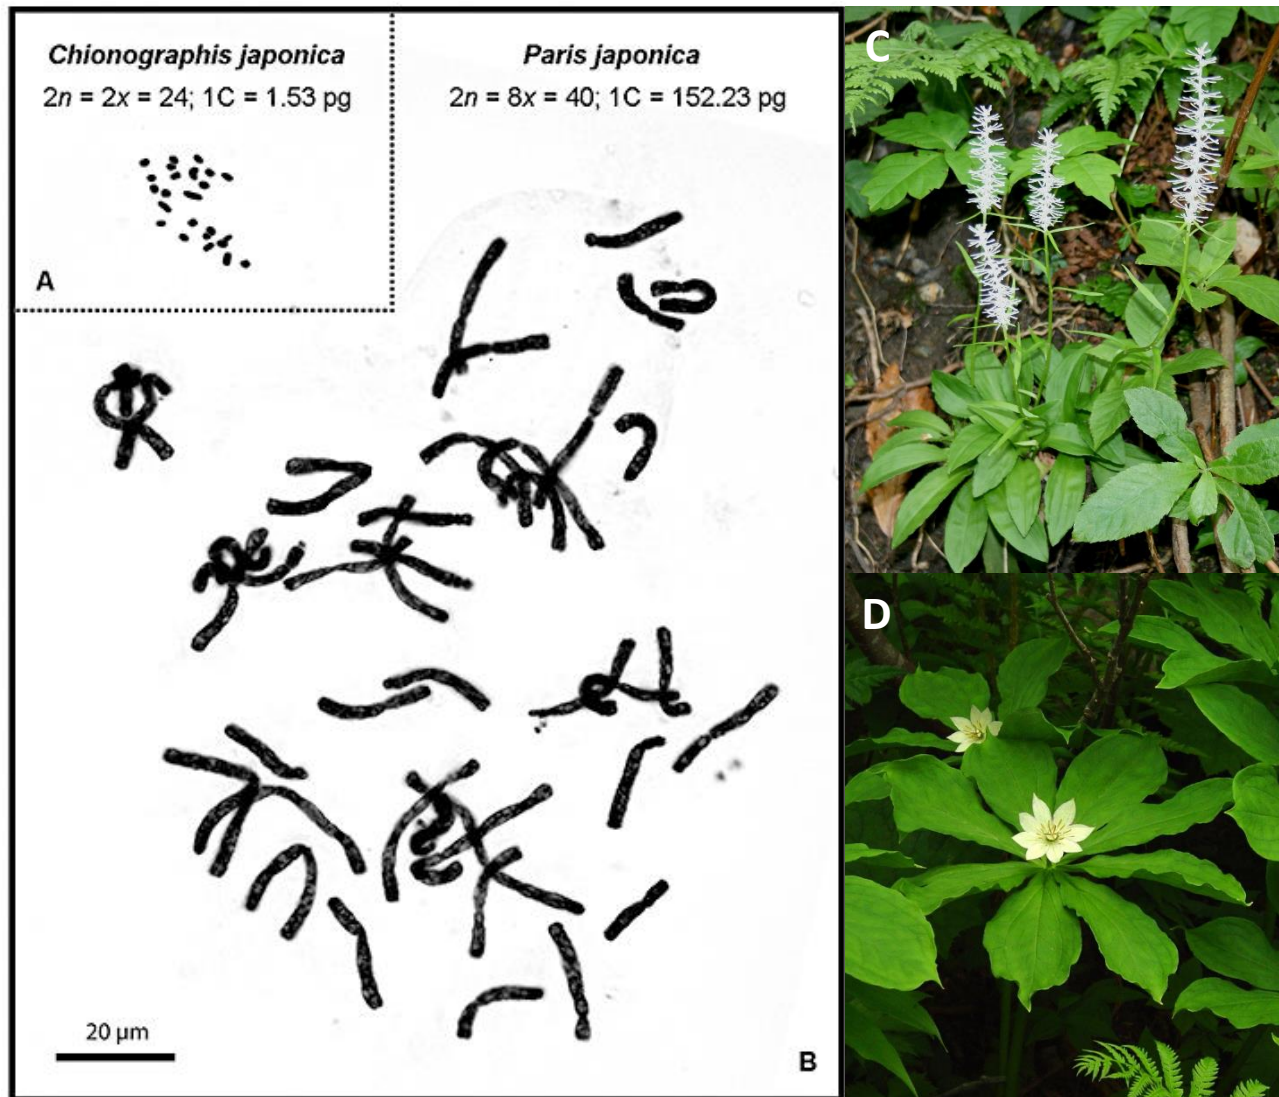 Chionographis japonica
2n = 2x = 24; 1C = 1.53 pg
A
Paris japonica
2n = 8x = 40; 1C = 152.23 pg
20 µm
B
C
D